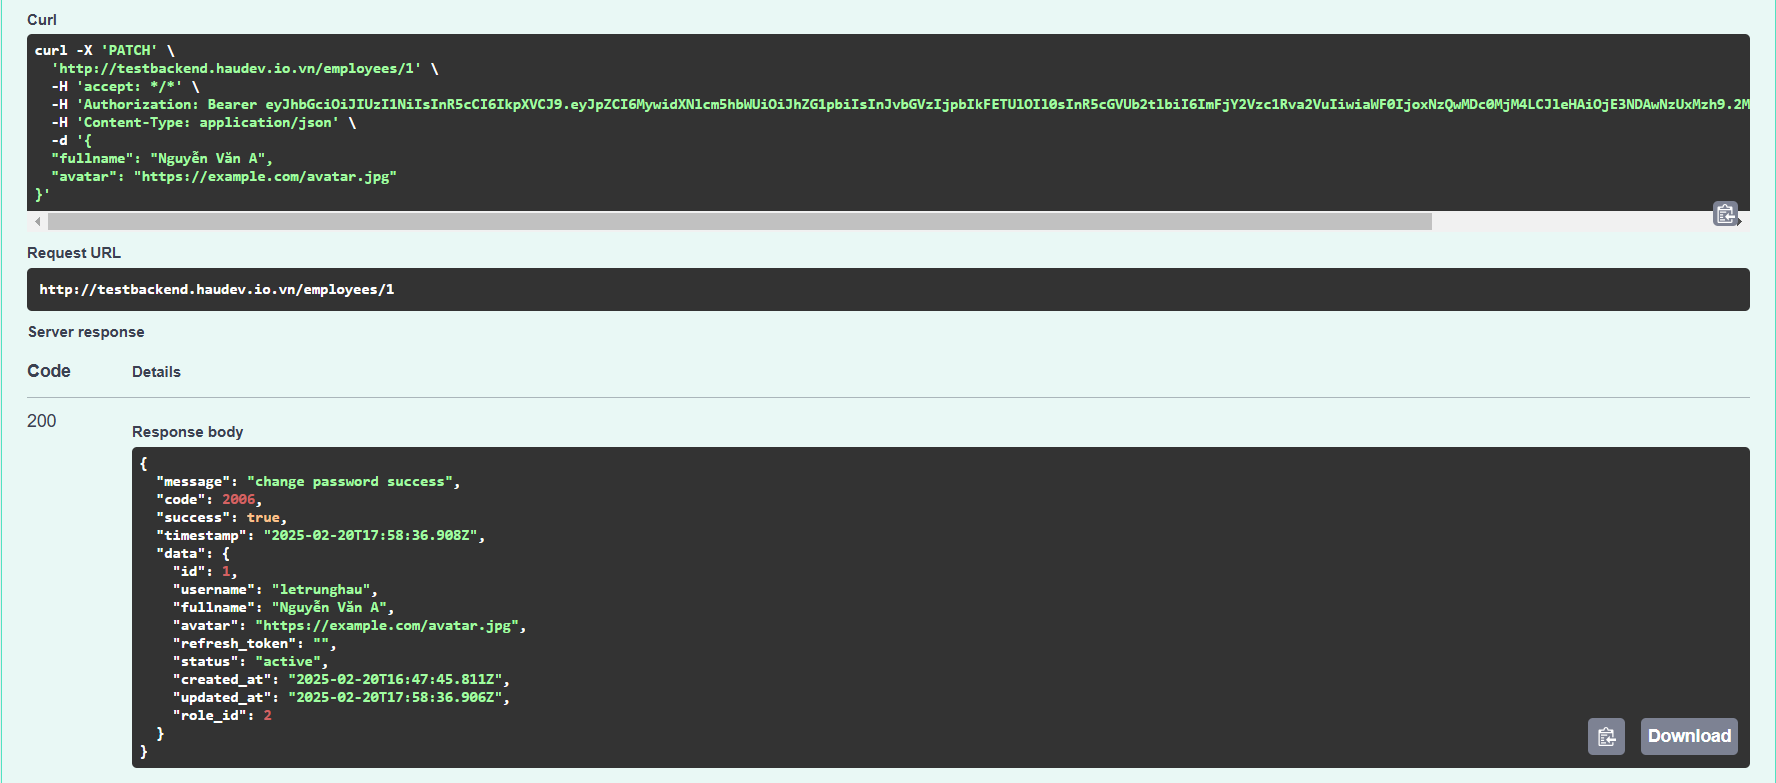 Curl
curl -X 'PATCH' \
  'http://testbackend.haudev.io.vn/employees/1' \
  -H 'accept: */*' \
  -H 'Authorization: Bearer eyJhbGciOiJIUzI1NiIsInR5cCI6IkpXVCJ9.eyJpZCI6MywidXNlcm5hbWUiOiJhZG1pbiIsInJvbGVzIjpbIkFETUlOIl0sInR5cGVUb2tlbiI6ImFjY2Vzc1Rva2VuIiwiaWF0IjoxNzQwMDc0MjM4LCJleHAiOjE3NDAwNzUxMzh9.2M
  -H 'Content-Type: application/json' \
  -d '{
  "fullname": "Nguyễn Văn A",
  "avatar": "https://example.com/avatar.jpg"
}'
Request URL
http://testbackend.haudev.io.vn/employees/1
Server response
Code Details
200
Response body
{
  "message": "change password success",
  "code": 2006,
  "success": true,
  "timestamp": "2025-02-20T17:58:36.908Z",
  "data": {
    "id": 1,
    "username": "letrunghau",
    "fullname": "Nguyễn Văn A",
    "avatar": "https://example.com/avatar.jpg",
    "refresh_token": "",
    "status": "active",
    "created_at": "2025-02-20T16:47:45.811Z",
    "updated_at": "2025-02-20T17:58:36.906Z",
    "role_id": 2
  }
}
Download